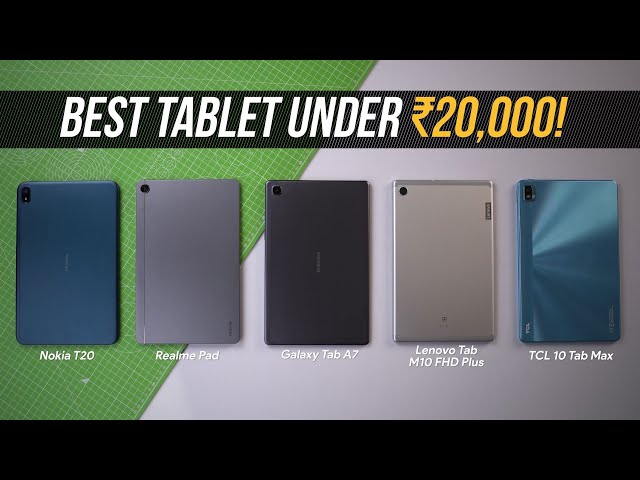 BEST TABLET UNDER ₹20,000!
Nokia T20
Realme Pad
Galaxy Tab A7
Lenovo Tab
M10 FHD Plus
TCL 10 Tab Max